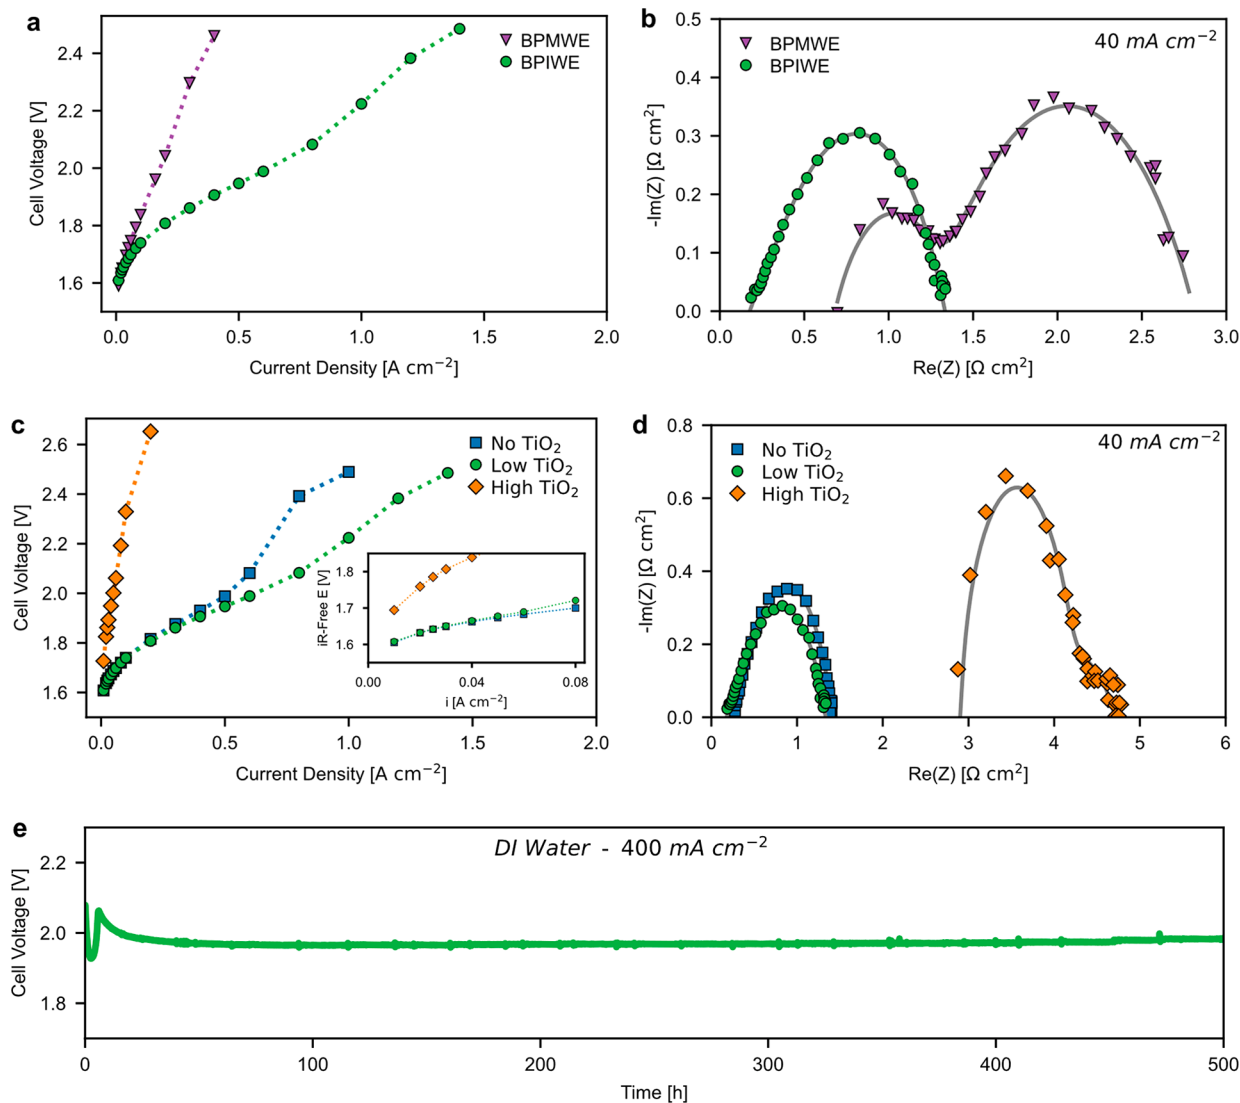 a
BPMWE
BPIWE
2.4
2.2
2.0
1.8
1.6
Cell Voltage [V]
0.0 0.5 1.0 1.5 2.0
Current Density [A cm⁻²]
b
BPMWE
BPIWE
40 mA cm⁻²
0.5
0.4
0.3
0.2
0.1
0.0
-Im(Z) [Ω cm²]
0.0 0.5 1.0 1.5 2.0 2.5 3.0
Re(Z) [Ω cm²]
c
No TiO₂
Low TiO₂
High TiO₂
2.6
2.4
2.2
2.0
1.8
1.6
Cell Voltage [V]
1.8
1.7
1.6
iR-Free E [V]
0.00 0.04 0.08
i [A cm⁻²]
0.0 0.5 1.0 1.5 2.0
Current Density [A cm⁻²]
d
No TiO₂
Low TiO₂
High TiO₂
40 mA cm⁻²
0.8
0.6
0.4
0.2
0.0
-Im(Z) [Ω cm²]
0 1 2 3 4 5 6
Re(Z) [Ω cm²]
e
DI Water - 400 mA cm⁻²
2.2
2.0
1.8
Cell Voltage [V]
0 100 200 300 400 500
Time [h]